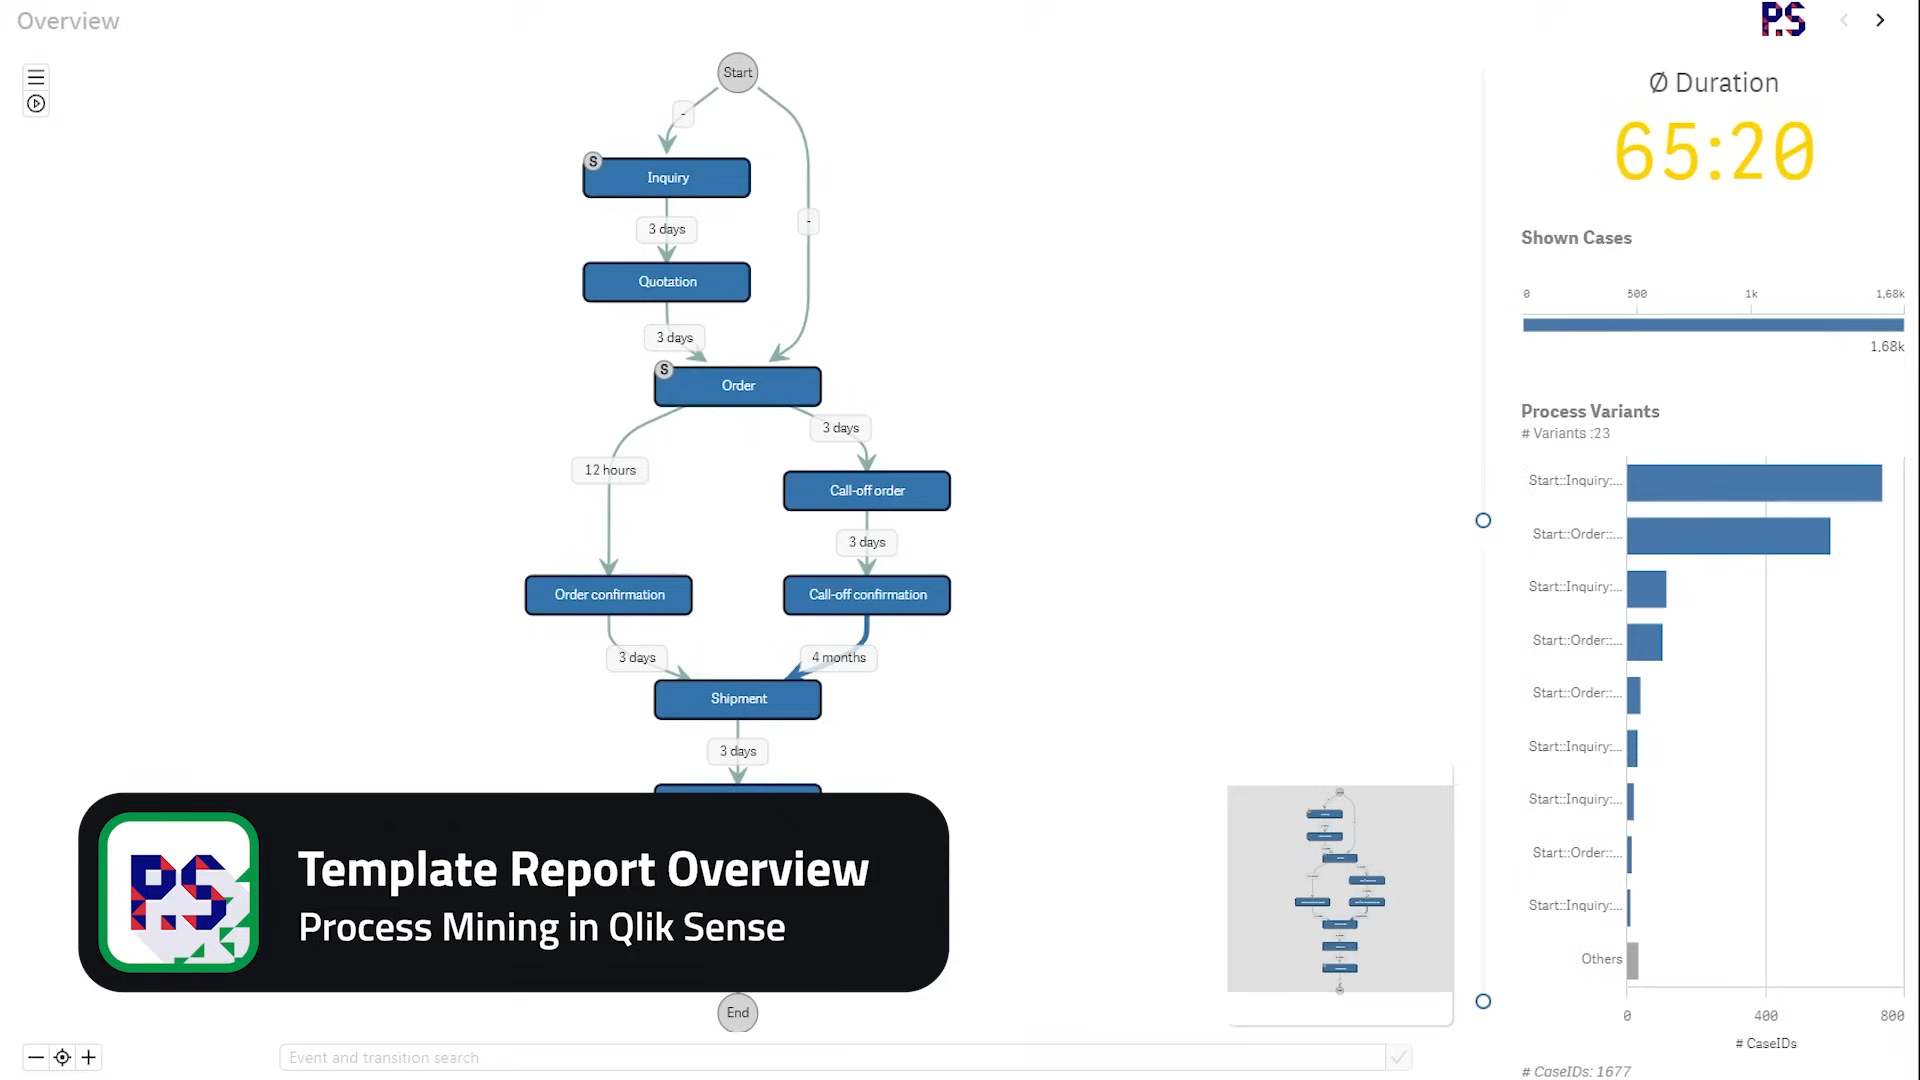 Overview
PS
Start
-
S
Inquiry
3 days
-
Quotation
3 days
S
Order
3 days
12 hours
Call-off order
3 days
Order confirmation
Call-off confirmation
3 days
4 months
Shipment
3 days
PS
Template Report Overview
Process Mining in Qlik Sense
End
Event and transition search
Ø Duration
65:20
Shown Cases
0 500 1k 1,68k
1,68k
Process Variants
# Variants :23
Start::Inquiry:...
Start::Order::...
Start::Inquiry:...
Start::Order::...
Start::Order::...
Start::Inquiry:...
Start::Inquiry:...
Start::Order::...
Start::Inquiry:...
Others
0 400 800
# CaseIDs
# CaseIDs: 1677